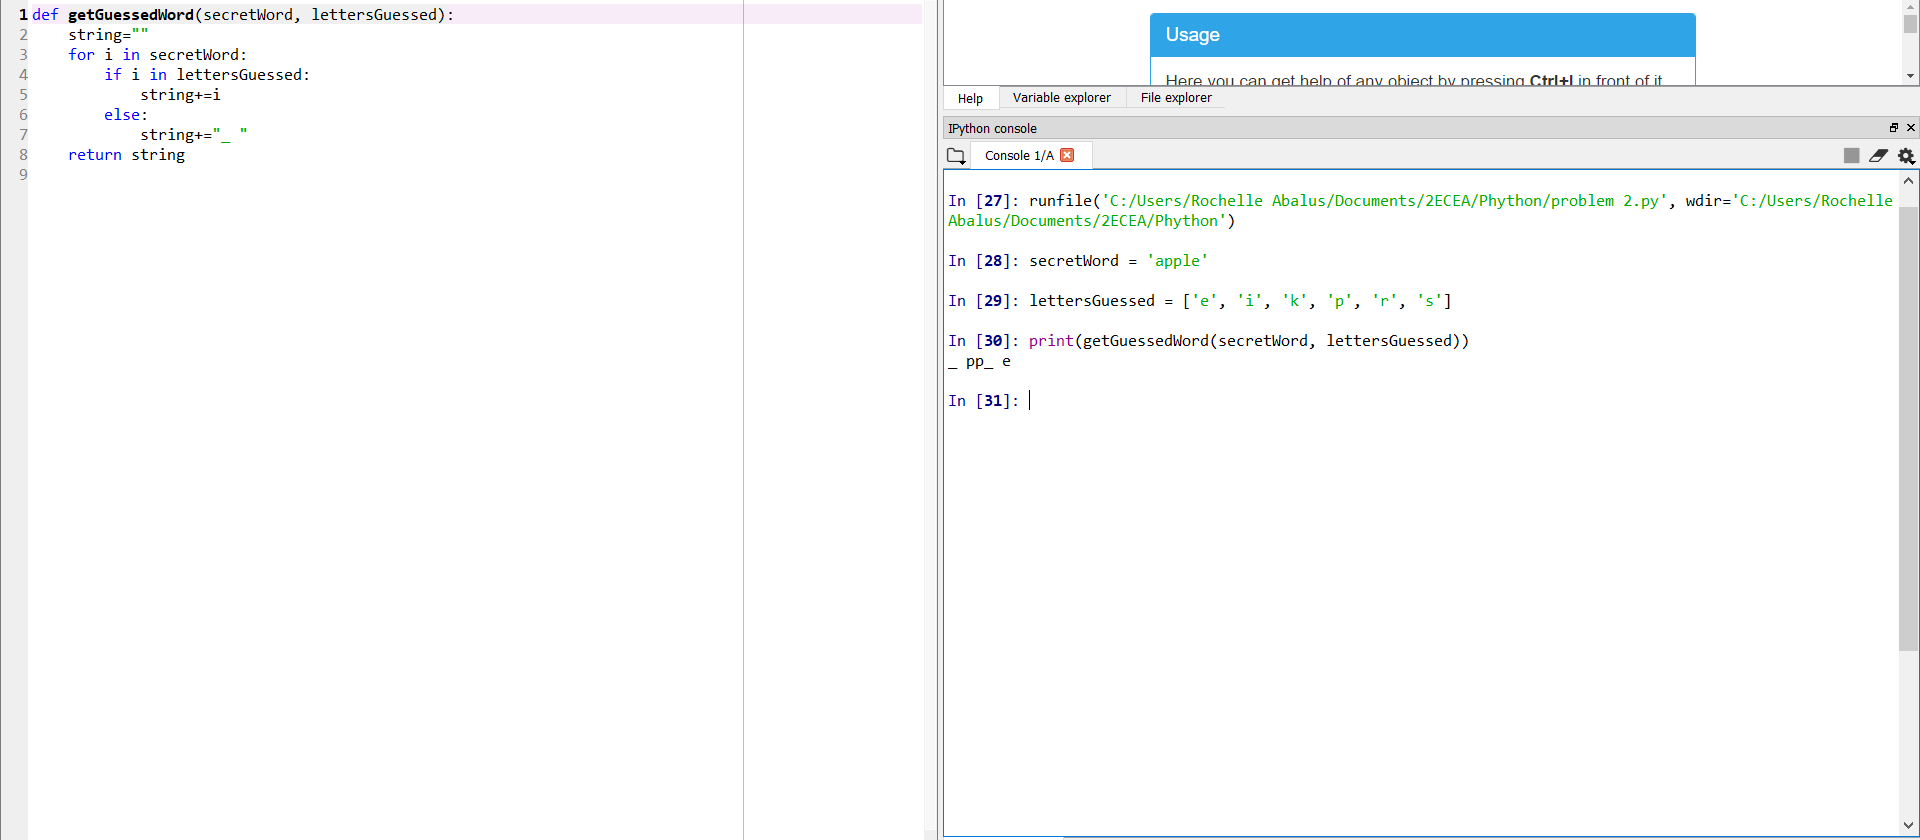 1 def getGuessedWord(secretWord, lettersGuessed):
2     string=""
3     for i in secretWord:
4         if i in lettersGuessed:
5             string+=i
6         else:
7             string+="_ "
8     return string
9
Usage
Here you can get help of any object by pressing Ctrl+I in front of it
Help Variable explorer File explorer
IPython console
Console 1/A
In [27]: runfile('C:/Users/Rochelle Abalus/Documents/2ECEA/Phython/problem 2.py', wdir='C:/Users/Rochelle
Abalus/Documents/2ECEA/Phython')
In [28]: secretWord = 'apple'
In [29]: lettersGuessed = ['e', 'i', 'k', 'p', 'r', 's']
In [30]: print(getGuessedWord(secretWord, lettersGuessed))
_ pp_ e
In [31]: